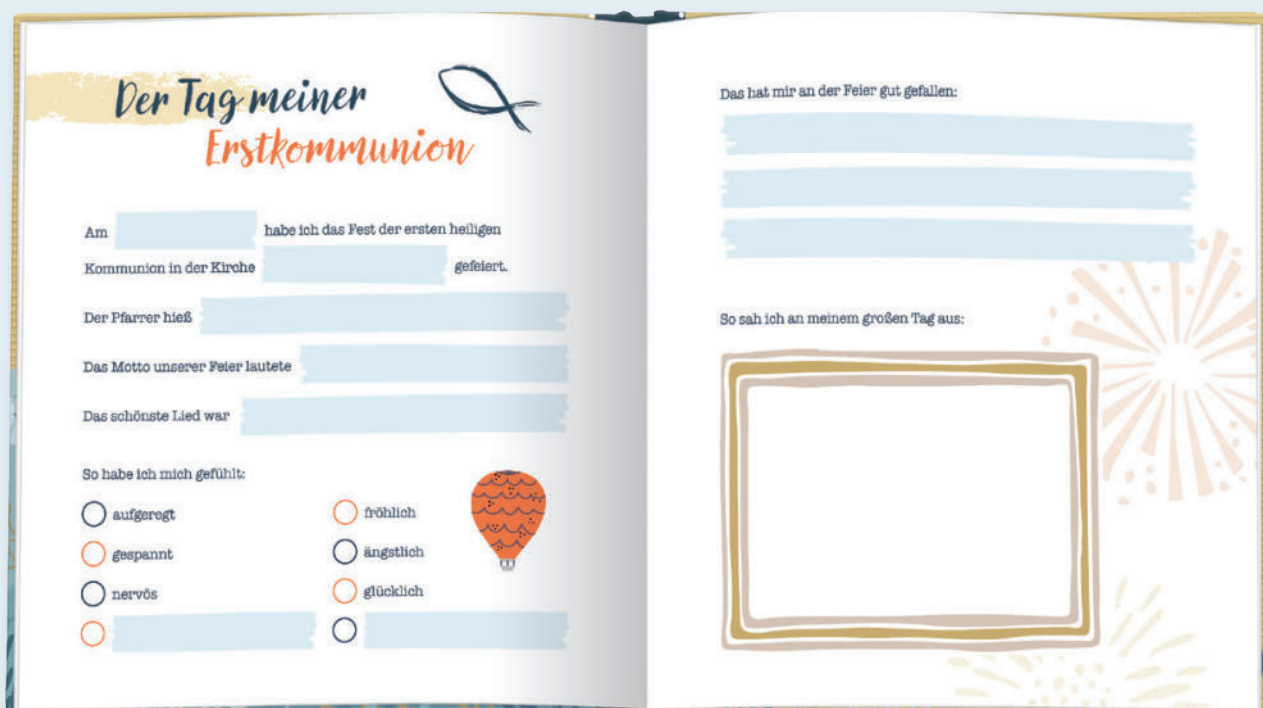 Der Tag meiner
Erstkommunion
Am habe ich das Fest der ersten heiligen
Kommunion in der Kirche gefeiert.
Der Pfarrer hieß
Das Motto unserer Feier lautete
Das schönste Lied war
So habe ich mich gefühlt:
aufgeregt
gespannt
nervös
fröhlich
ängstlich
glücklich
Das hat mir an der Feier gut gefallen:
So sah ich an meinem großen Tag aus: